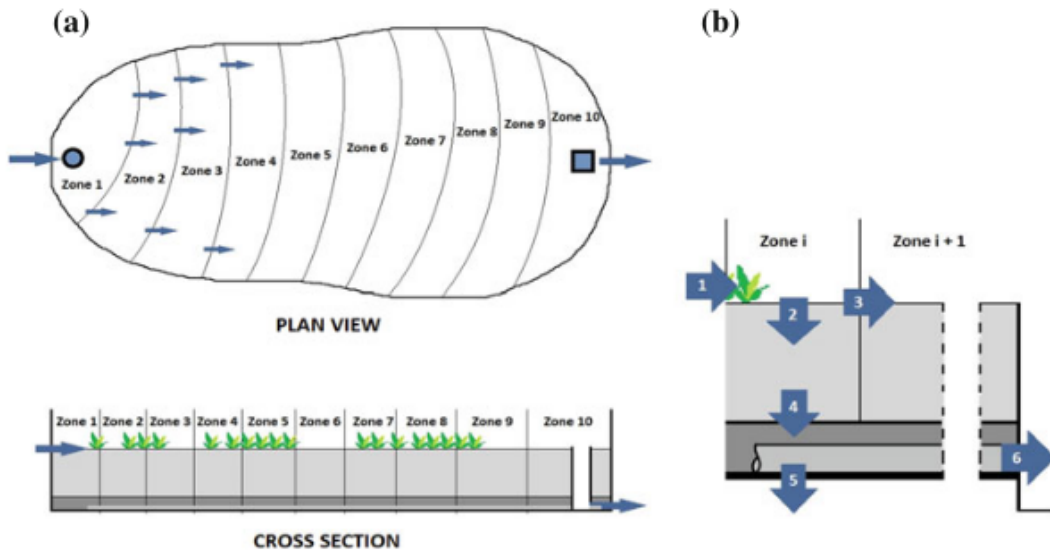 (a)
Zone 1
Zone 2
Zone 3
Zone 4
Zone 5
Zone 6
Zone 7
Zone 8
Zone 9
Zone 10
PLAN VIEW
Zone 1 Zone 2 Zone 3 Zone 4 Zone 5 Zone 6 Zone 7 Zone 8 Zone 9 Zone 10
CROSS SECTION
(b)
Zone i Zone i + 1
1
2
3
4
5
6